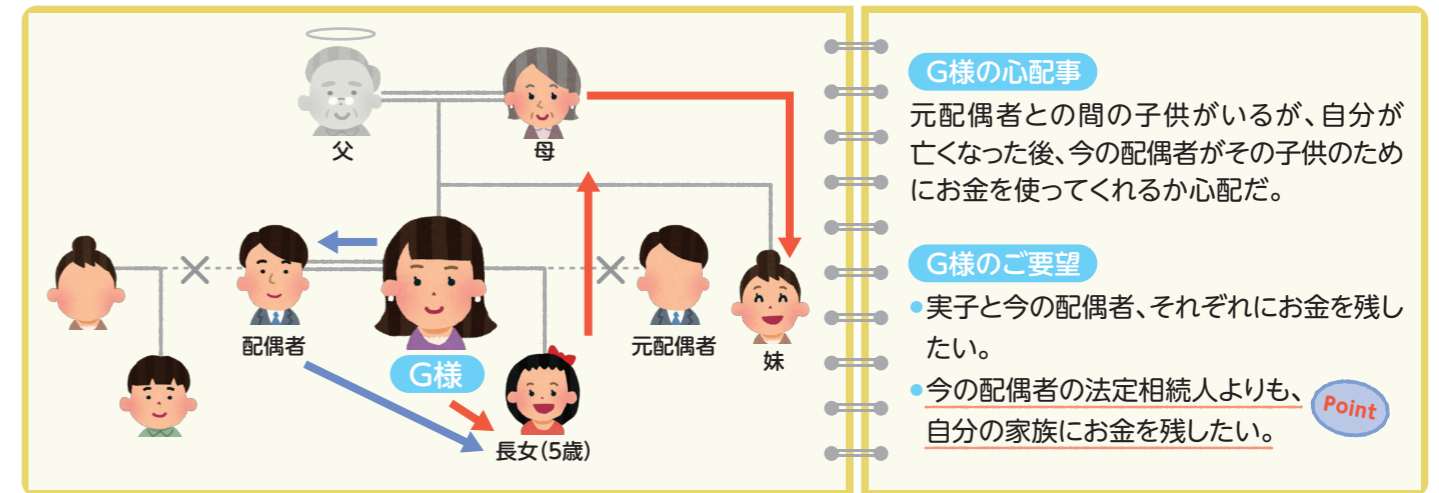 父
母
配偶者
G様
長女(5歳)
元配偶者
妹
G様の心配事
元配偶者との間の子供がいるが、自分が
亡くなった後、今の配偶者がその子供のため
にお金を使ってくれるか心配だ。
G様のご要望
●実子と今の配偶者、それぞれにお金を残し
たい。
●今の配偶者の法定相続人よりも、
自分の家族にお金を残したい。
Point